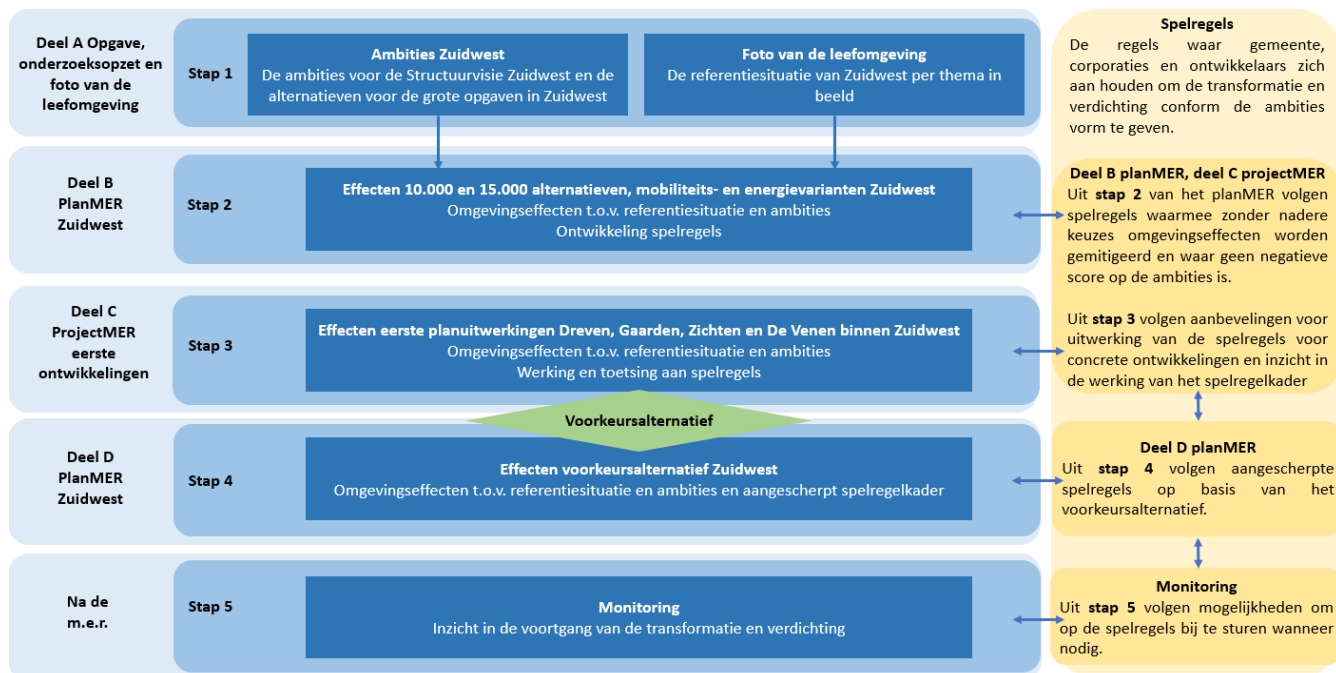 Deel A Opgave,
onderzoeksopzet en
foto van de
leefomgeving
Stap 1
Ambities Zuidwest
De ambities voor de Structuurvisie Zuidwest en de
alternatieven voor de grote opgaven in Zuidwest
Foto van de leefomgeving
De referentiesituatie van Zuidwest per thema in
beeld
Deel B
PlanMER
Zuidwest
Stap 2
Effecten 10.000 en 15.000 alternatieven, mobiliteits- en energievarianten Zuidwest
Omgevingseffecten t.o.v. referentiesituatie en ambities
Ontwikkeling spelregels
Deel C
ProjectMER
eerste
ontwikkelingen
Stap 3
Effecten eerste planuitwerkingen Dreven, Gaarden, Zichten en De Venen binnen Zuidwest
Omgevingseffecten t.o.v. referentiesituatie en ambities
Werking en toetsing aan spelregels
Voorkeursalternatief
Deel D
PlanMER
Zuidwest
Stap 4
Effecten voorkeursalternatief Zuidwest
Omgevingseffecten t.o.v. referentiesituatie en ambities en aangescherpt spelregelkader
Na de
m.e.r.
Stap 5
Monitoring
Inzicht in de voortgang van de transformatie en verdichting
Spelregels
De regels waar gemeente,
corporaties en ontwikkelaars zich
aan houden om de transformatie en
verdichting conform de ambities
vorm te geven.
Deel B planMER, deel C projectMER
Uit stap 2 van het planMER volgen
spelregels waarmee zonder nadere
keuzes omgevingseffecten worden
gemitigeerd en waar geen negatieve
score op de ambities is.
Uit stap 3 volgen aanbevelingen voor
uitwerking van de spelregels voor
concrete ontwikkelingen en inzicht in
de werking van het spelregelkader
Deel D planMER
Uit stap 4 volgen aangescherpte
spelregels op basis van het
voorkeursalternatief.
Monitoring
Uit stap 5 volgen mogelijkheden om
op de spelregels bij te sturen wanneer
nodig.